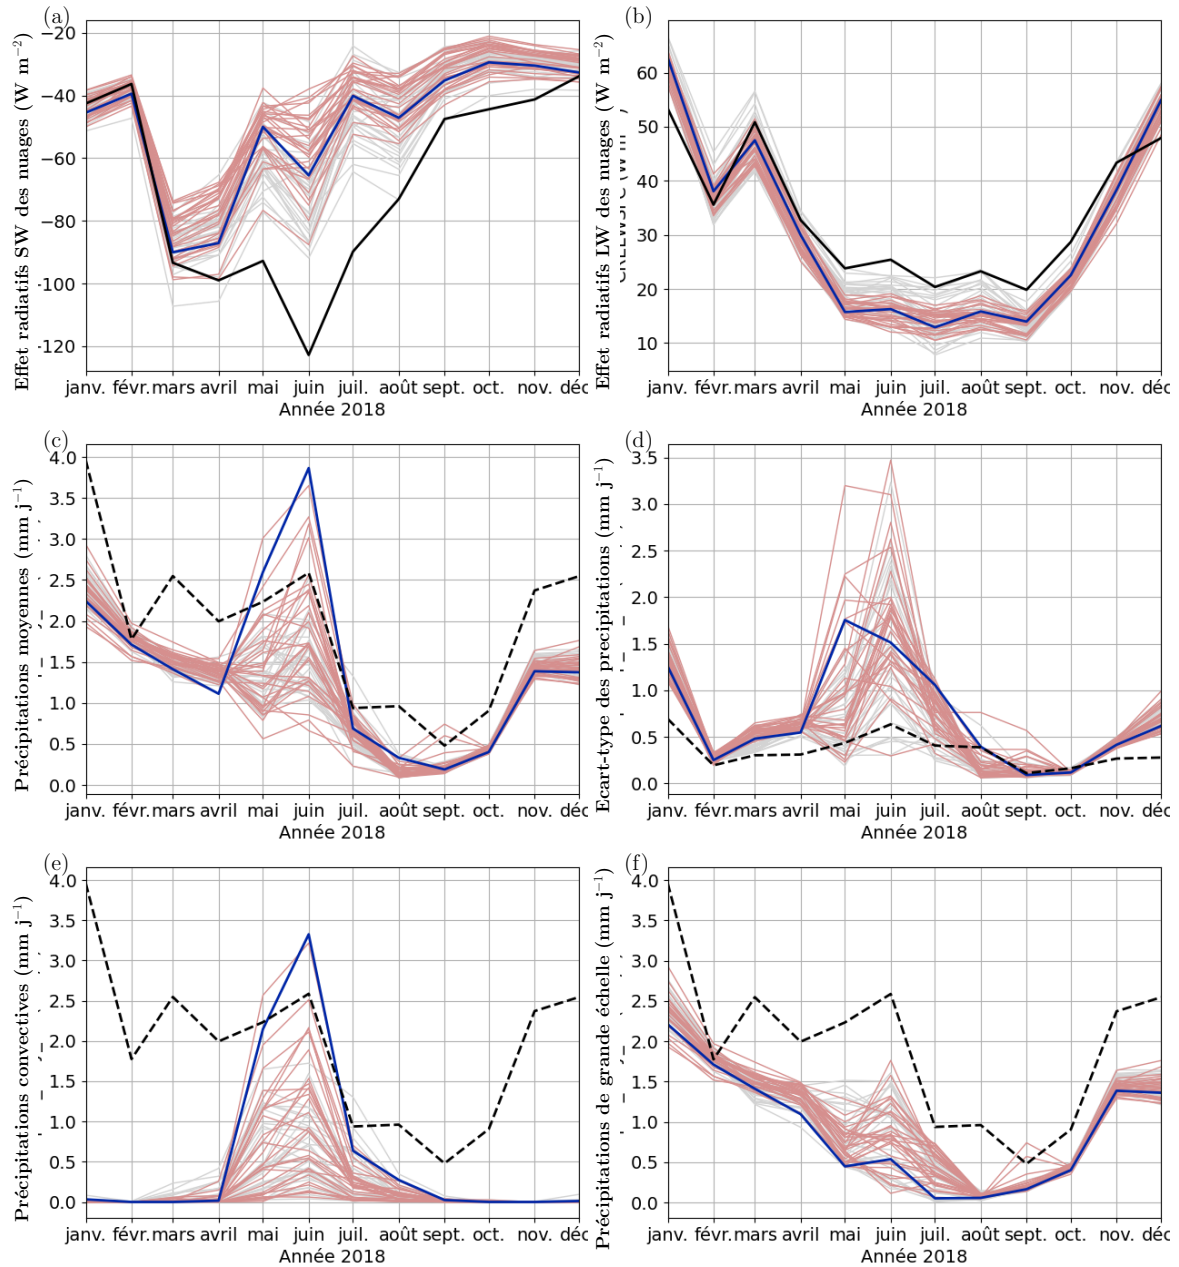 (a)
Effet radiatifs SW des nuages (W m⁻²)
−20
−40
−60
−80
-100
-120
janv. févr. mars avril mai juin juil. août sept. oct. nov. déc
Année 2018
(b)
Effet radiatifs LW des nuages (W m⁻²)
60
50
40
30
20
10
janv. févr. mars avril mai juin juil. août sept. oct. nov. déc
Année 2018
(c)
Précipitations moyennes (mm j⁻¹)
4.0
3.5
3.0
2.5
2.0
1.5
1.0
0.5
0.0
janv. févr. mars avril mai juin juil. août sept. oct. nov. déc
Année 2018
(d)
Ecart-type des precipitations (mm j⁻¹)
3.5
3.0
2.5
2.0
1.5
1.0
0.5
0.0
janv. févr. mars avril mai juin juil. août sept. oct. nov. déc
Année 2018
(e)
Précipitations convectives (mm j⁻¹)
4.0
3.5
3.0
2.5
2.0
1.5
1.0
0.5
0.0
janv. févr. mars avril mai juin juil. août sept. oct. nov. déc
Année 2018
(f)
Précipitations de grande échelle (mm j⁻¹)
4.0
3.5
3.0
2.5
2.0
1.5
1.0
0.5
0.0
janv. févr. mars avril mai juin juil. août sept. oct. nov. déc
Année 2018